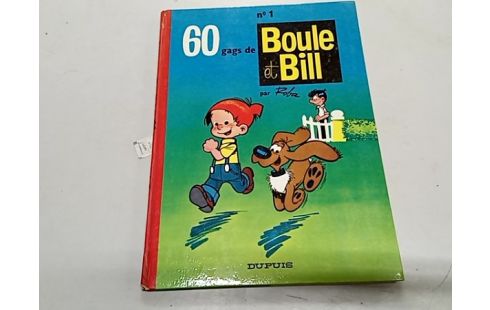 n° 1
60 gags de Boule
et Bill
par Roba
DUPUIS